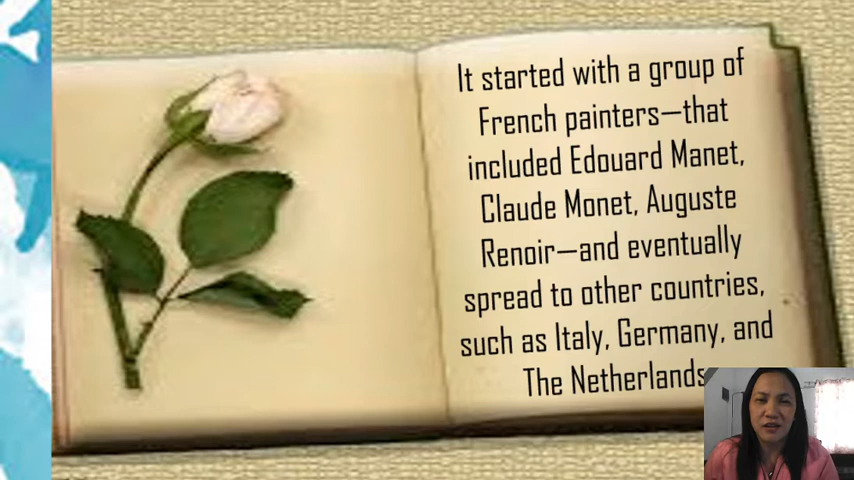 It started with a group of
French painters—that
included Edouard Manet,
Claude Monet, Auguste
Renoir—and eventually
spread to other countries,
such as Italy, Germany, and
The Netherlands